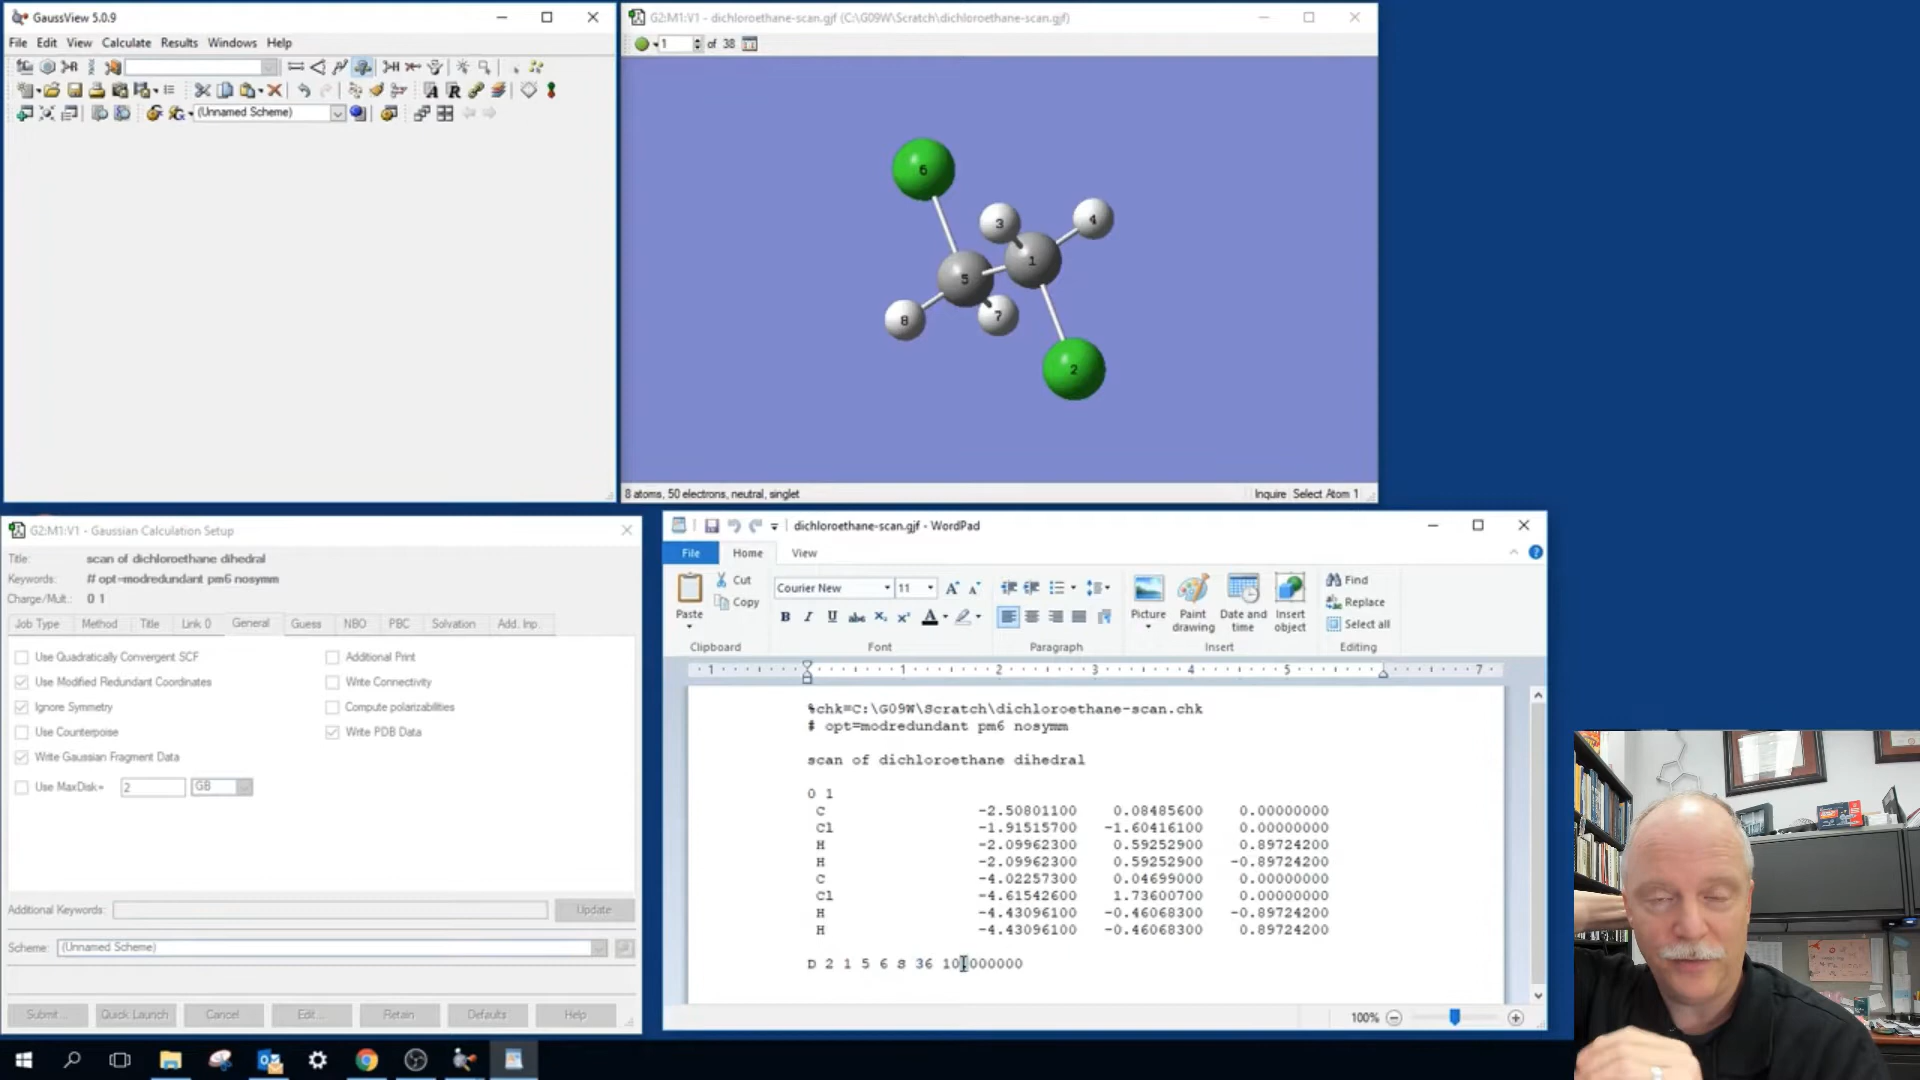 GaussView 5.0.9
File Edit View Calculate Results Windows Help
(Unnamed Scheme)
G2:M1:V1 - dichloroethane-scan.gjf (C:\G09W\Scratch\dichloroethane-scan.gjf)
1 of 38
6
3
4
1
5
8
7
2
8 atoms, 50 electrons, neutral, singlet
Inquire Select Atom 1
G2:M1:V1 - Gaussian Calculation Setup
Title: scan of dichloroethane dihedral
Keywords: # opt=modredundant pm6 nosymm
Charge/Mult.: 0 1
Job Type Method Title Link 0 General Guess NBO PBC Solvation Add. Inp.
Use Quadratically Convergent SCF
Additional Print
Use Modified Redundant Coordinates
Write Connectivity
Ignore Symmetry
Compute polarizabilities
Use Counterpoise
Write PDB Data
Write Gaussian Fragment Data
Use MaxDisk= 2 GB
Additional Keywords: Update
Scheme: (Unnamed Scheme)
Submit... Quick Launch Cancel Edit... Retain Defaults Help
dichloroethane-scan.gjf - WordPad
File Home View
Paste
Cut
Copy
Clipboard
Courier New 11
B I U abc X₂ X² A
Font
Paragraph
Picture
Paint drawing
Date and time
Insert object
Insert
Find
Replace
Select all
Editing
1 1 2 3 4 5 7
%chk=C:\G09W\Scratch\dichloroethane-scan.chk
# opt=modredundant pm6 nosymm
scan of dichloroethane dihedral
0 1
C -2.50801100 0.08485600 0.00000000
Cl -1.91515700 -1.60416100 0.00000000
H -2.09962300 0.59252900 0.89724200
H -2.09962300 0.59252900 -0.89724200
C -4.02257300 0.04699000 0.00000000
Cl -4.61542600 1.73600700 0.00000000
H -4.43096100 -0.46068300 -0.89724200
H -4.43096100 -0.46068300 0.89724200
D 2 1 5 6 S 36 10.000000
100%